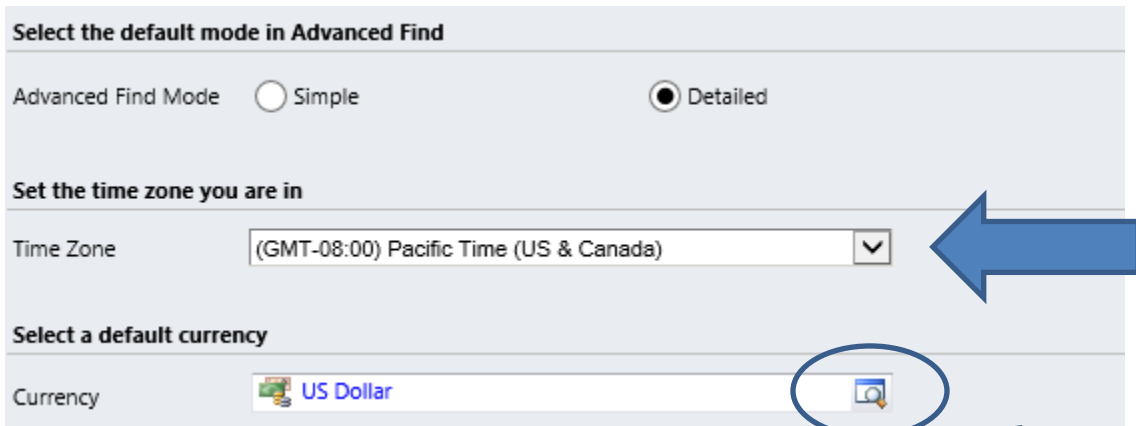 Select the default mode in Advanced Find
Advanced Find Mode Simple Detailed
Set the time zone you are in
Time Zone (GMT-08:00) Pacific Time (US & Canada)
Select a default currency
Currency US Dollar